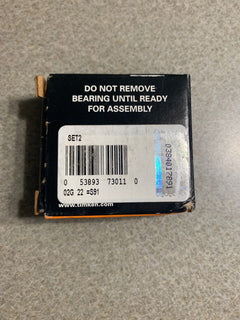 DO NOT REMOVE
BEARING UNTIL READY
FOR ASSEMBLY
SET2
0 53893 73011 0
02G 22 =S91
www.timken.com
0384017891